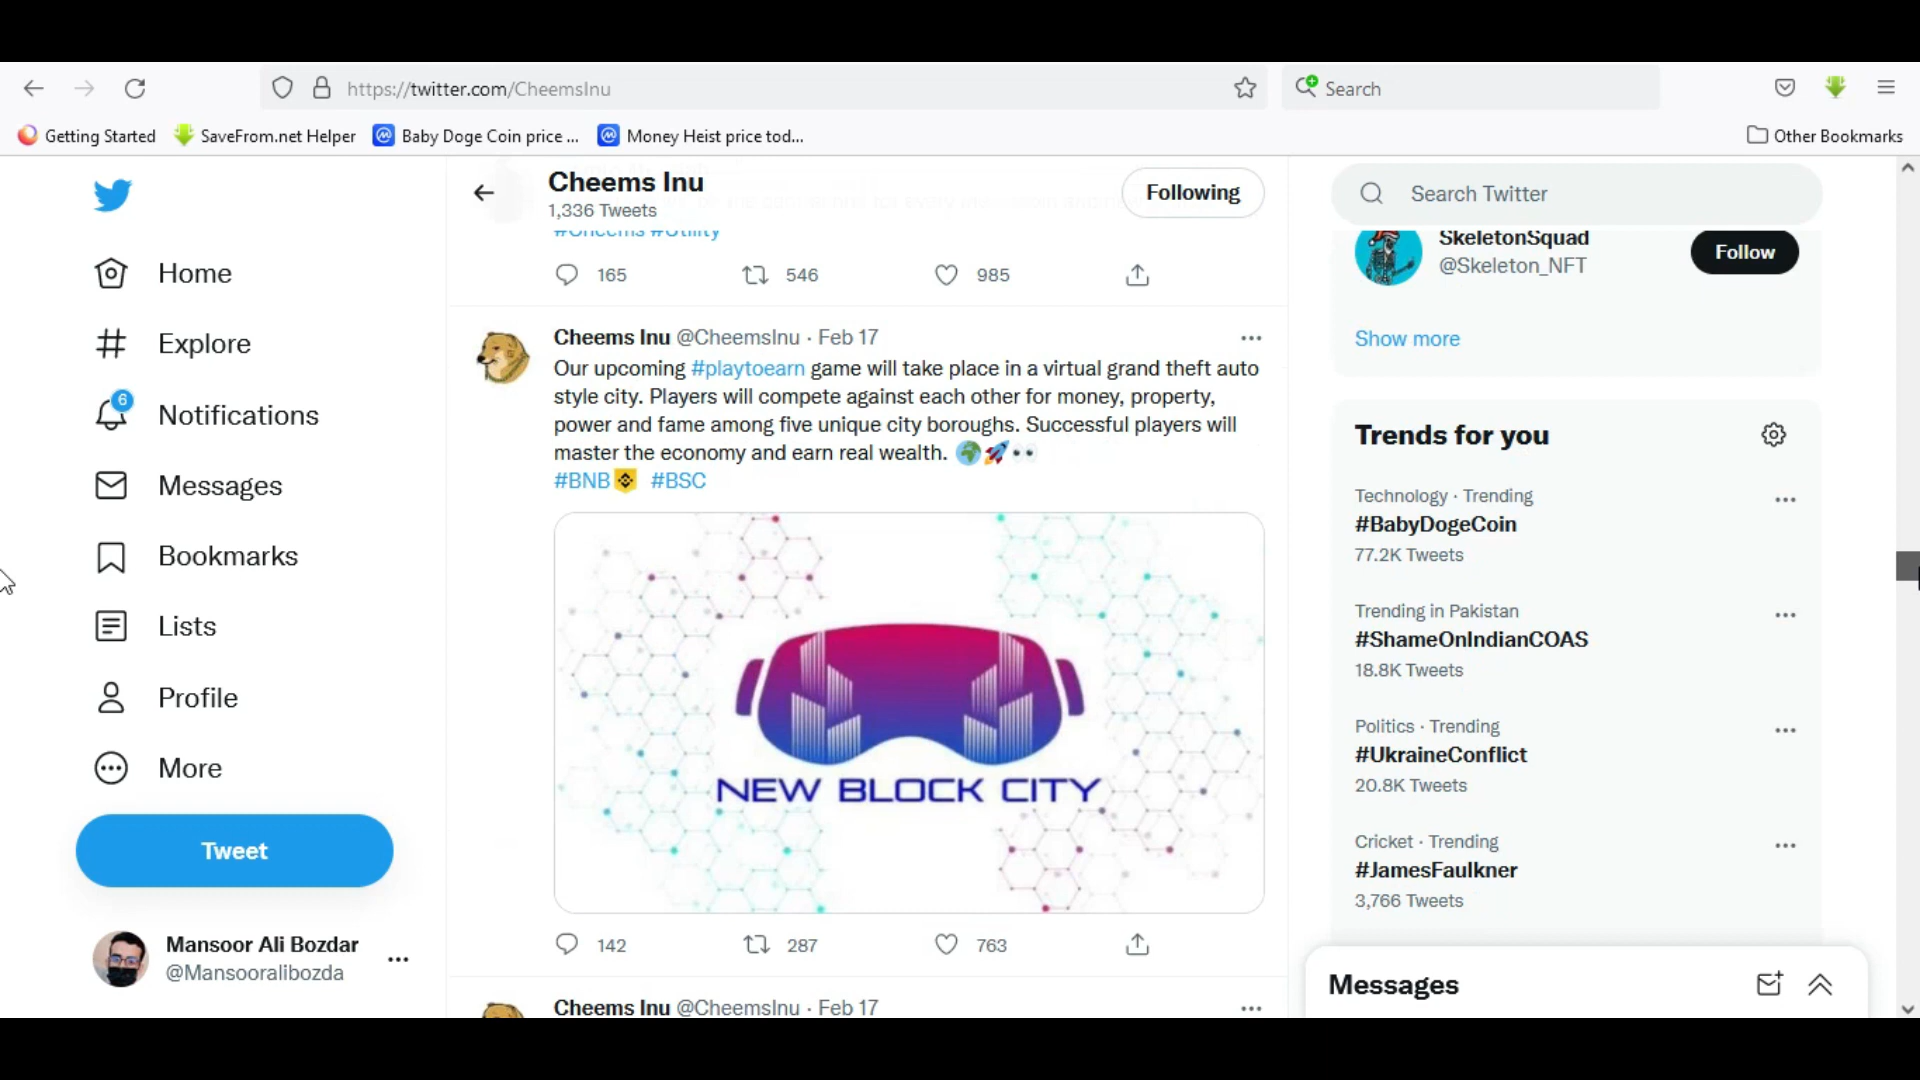 https://twitter.com/CheemsInu
Search
Getting Started
SaveFrom.net Helper
Baby Doge Coin price ...
Money Heist price tod...
Other Bookmarks
Home
Explore
6
Notifications
Messages
Bookmarks
Lists
Profile
More
Tweet
Mansoor Ali Bozdar
@Mansooralibozda
Cheems Inu
1,336 Tweets
Following
#Cheems #Utility
165
546
985
Cheems Inu @CheemsInu · Feb 17
Our upcoming #playtoearn game will take place in a virtual grand theft auto
style city. Players will compete against each other for money, property,
power and fame among five unique city boroughs. Successful players will
master the economy and earn real wealth. 🌍🚀👀
#BNB #BSC
NEW BLOCK CITY
142
287
763
Cheems Inu @CheemsInu · Feb 17
Search Twitter
SkeletonSquad
@Skeleton_NFT
Follow
Show more
Trends for you
Technology · Trending
#BabyDogeCoin
77.2K Tweets
Trending in Pakistan
#ShameOnIndianCOAS
18.8K Tweets
Politics · Trending
#UkraineConflict
20.8K Tweets
Cricket · Trending
#JamesFaulkner
3,766 Tweets
Messages